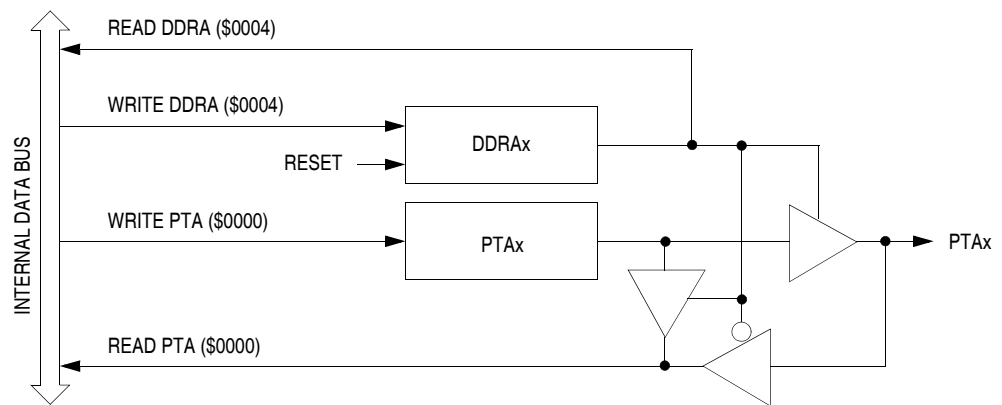 READ DDRA ($0004)
WRITE DDRA ($0004)
DDRAx
RESET
INTERNAL DATA BUS
WRITE PTA ($0000)
PTAx
PTAx
READ PTA ($0000)